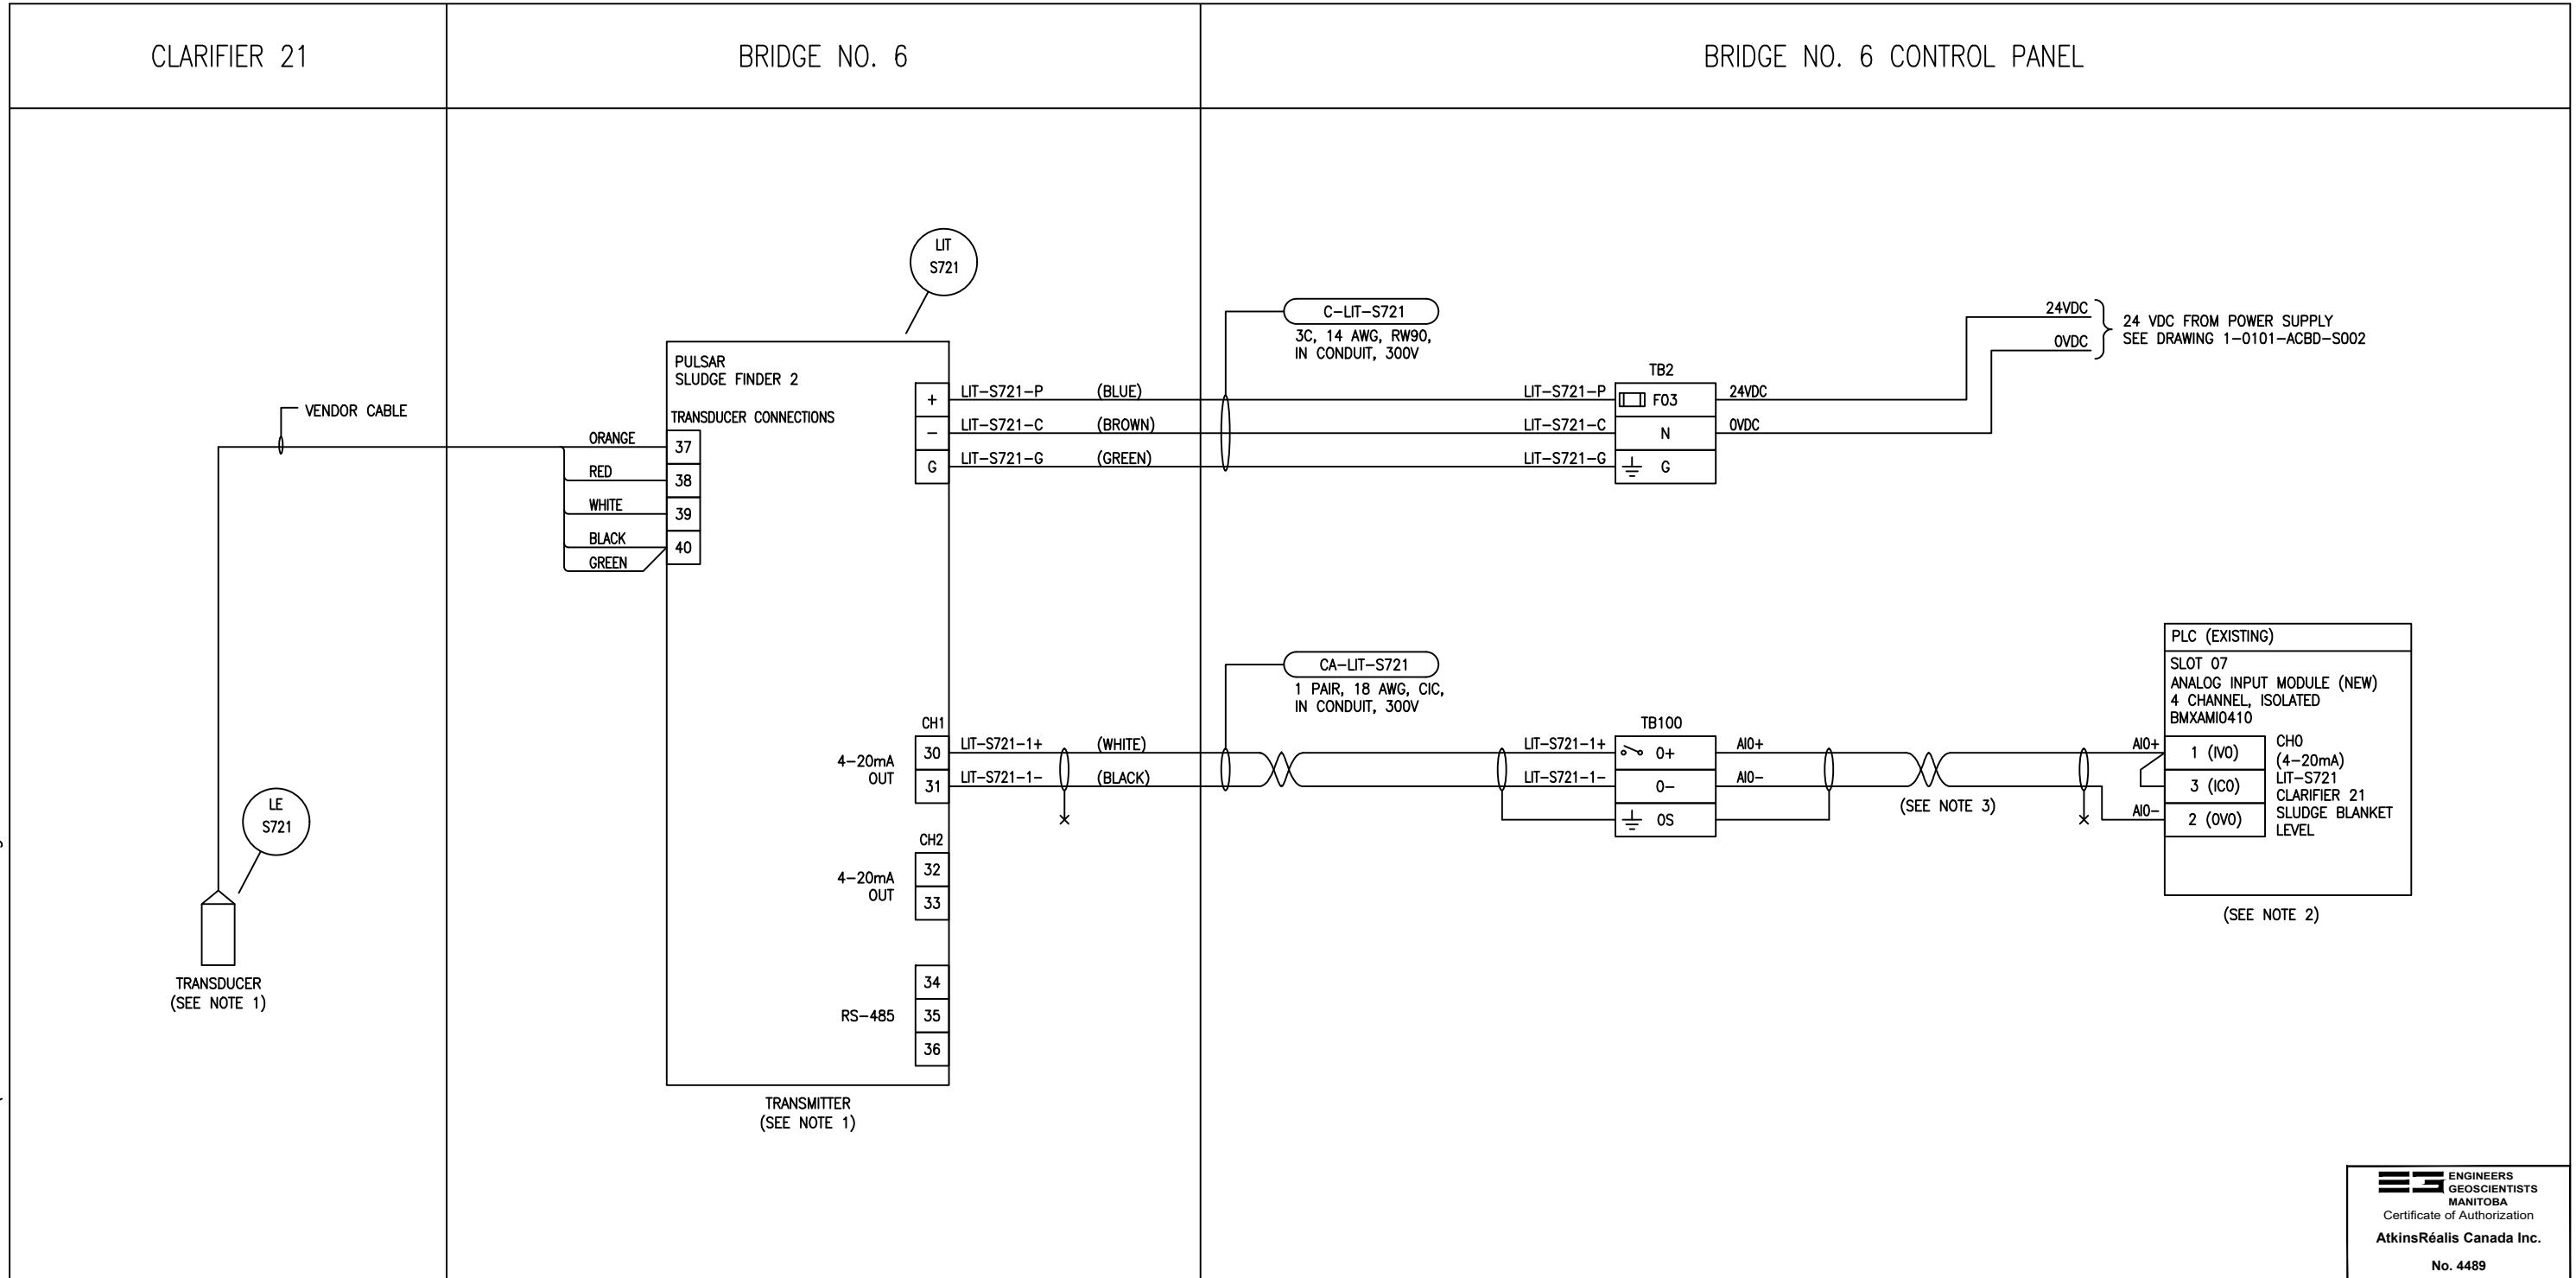 CLARIFIER 21
BRIDGE NO. 6
BRIDGE NO. 6 CONTROL PANEL
VENDOR CABLE
LE
S721
TRANSDUCER
(SEE NOTE 1)
LIT
S721
PULSAR
SLUDGE FINDER 2
TRANSDUCER CONNECTIONS
ORANGE
37
RED
38
WHITE
39
BLACK
40
GREEN
+
LIT-S721-P (BLUE)
-
LIT-S721-C (BROWN)
G
LIT-S721-G (GREEN)
CH1
4-20mA
OUT
30
LIT-S721-1+ (WHITE)
31
LIT-S721-1- (BLACK)
CH2
4-20mA
OUT
32
33
RS-485
34
35
36
TRANSMITTER
(SEE NOTE 1)
C-LIT-S721
3C, 14 AWG, RW90,
IN CONDUIT, 300V
TB2
LIT-S721-P
F03
24VDC
LIT-S721-C
N
0VDC
LIT-S721-G
G
24VDC
0VDC
24 VDC FROM POWER SUPPLY
SEE DRAWING 1-0101-ACBD-S002
CA-LIT-S721
1 PAIR, 18 AWG, CIC,
IN CONDUIT, 300V
TB100
LIT-S721-1+
0+
AI0+
LIT-S721-1-
0-
AI0-
0S
(SEE NOTE 3)
PLC (EXISTING)
SLOT 07
ANALOG INPUT MODULE (NEW)
4 CHANNEL, ISOLATED
BMXAMI0410
AI0+
1 (IV0)
3 (IC0)
AI0-
2 (0V0)
CH0
(4-20mA)
LIT-S721
CLARIFIER 21
SLUDGE BLANKET
LEVEL
(SEE NOTE 2)
ENGINEERS
GEOSCIENTISTS
MANITOBA
Certificate of Authorization
AtkinsRéalis Canada Inc.
No. 4489